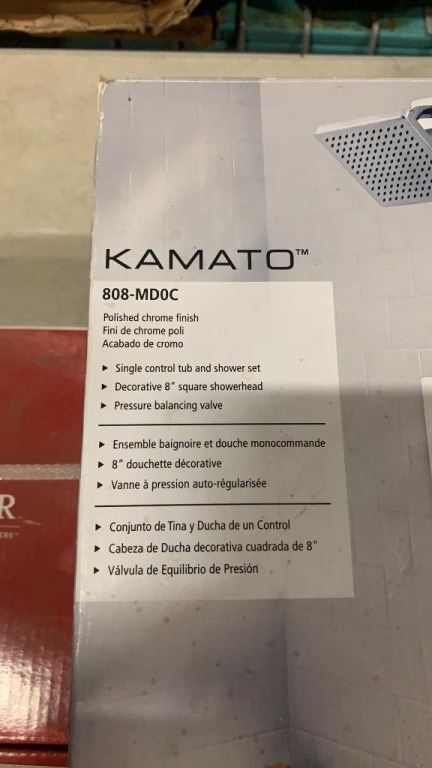 KAMATO™
808-MD0C
Polished chrome finish
Fini de chrome poli
Acabado de cromo
▸ Single control tub and shower set
▸ Decorative 8" square showerhead
▸ Pressure balancing valve
▸ Ensemble baignoire et douche monocommande
▸ 8" douchette décorative
▸ Vanne à pression auto-régularisée
▸ Conjunto de Tina y Ducha de un Control
▸ Cabeza de Ducha decorativa cuadrada de 8"
▸ Válvula de Equilibrio de Presión
R